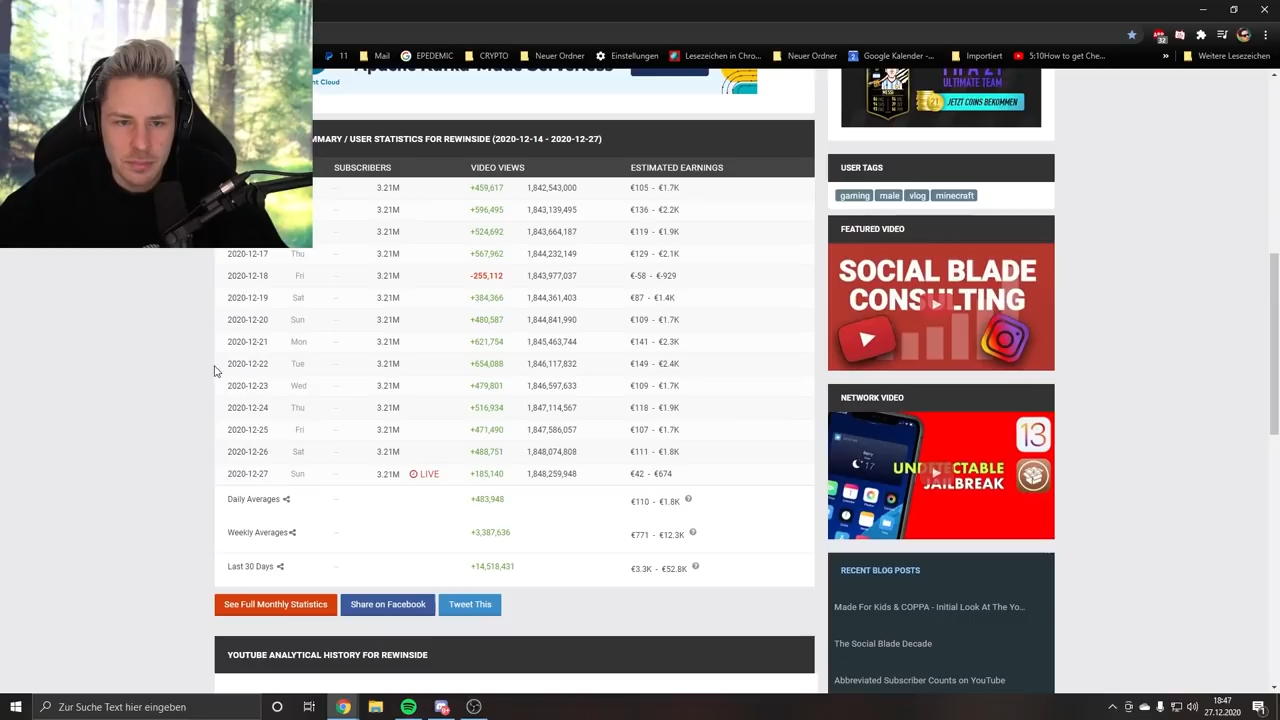 11 Mail EPEDEMIC CRYPTO Neuer Ordner Einstellungen Lesezeichen in Chro... Neuer Ordner Google Kalender -... Importiert 5:10How to get Che... » Weitere Lesezeichen
nt Cloud
ULTIMATE TEAM
JETZT COINS BEKOMMEN
MMARY / USER STATISTICS FOR REWINSIDE (2020-12-14 - 2020-12-27)
SUBSCRIBERS VIDEO VIEWS ESTIMATED EARNINGS
-- 3.21M +459,617 1,842,543,000 €105 - €1.7K
-- 3.21M +596,495 1,843,139,495 €136 - €2.2K
-- 3.21M +524,692 1,843,664,187 €119 - €1.9K
2020-12-17 Thu -- 3.21M +567,962 1,844,232,149 €129 - €2.1K
2020-12-18 Fri -- 3.21M -255,112 1,843,977,037 €-58 - €-929
2020-12-19 Sat -- 3.21M +384,366 1,844,361,403 €87 - €1.4K
2020-12-20 Sun -- 3.21M +480,587 1,844,841,990 €109 - €1.7K
2020-12-21 Mon -- 3.21M +621,754 1,845,463,744 €141 - €2.3K
2020-12-22 Tue -- 3.21M +654,088 1,846,117,832 €149 - €2.4K
2020-12-23 Wed -- 3.21M +479,801 1,846,597,633 €109 - €1.7K
2020-12-24 Thu -- 3.21M +516,934 1,847,114,567 €118 - €1.9K
2020-12-25 Fri -- 3.21M +471,490 1,847,586,057 €107 - €1.7K
2020-12-26 Sat -- 3.21M +488,751 1,848,074,808 €111 - €1.8K
2020-12-27 Sun -- 3.21M LIVE +185,140 1,848,259,948 €42 - €674
Daily Averages -- +483,948 €110 - €1.8K
Weekly Averages -- +3,387,636 €771 - €12.3K
Last 30 Days -- +14,518,431 €3.3K - €52.8K
See Full Monthly Statistics Share on Facebook Tweet This
YOUTUBE ANALYTICAL HISTORY FOR REWINSIDE
USER TAGS
gaming male vlog minecraft
FEATURED VIDEO
SOCIAL BLADE
CONSULTING
NETWORK VIDEO
13
UNDETECTABLE
JAILBREAK
RECENT BLOG POSTS
Made For Kids & COPPA - Initial Look At The Yo...
The Social Blade Decade
Abbreviated Subscriber Counts on YouTube
Zur Suche Text hier eingeben
18:47
27.12.2020